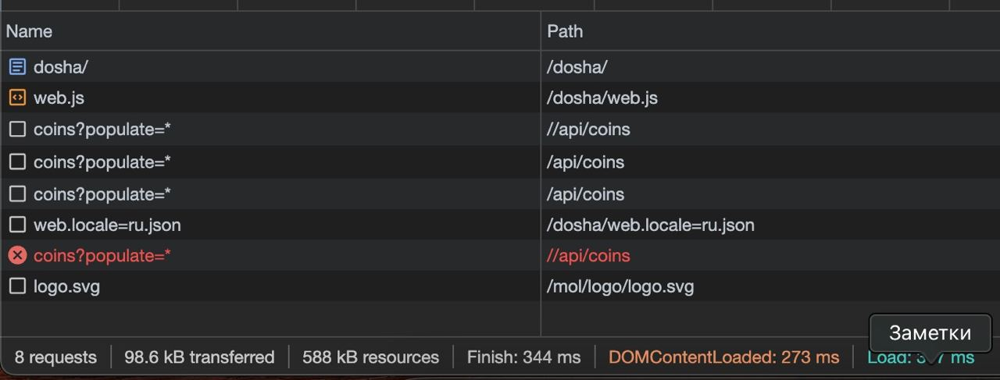 Name Path
dosha/ /dosha/
web.js /dosha/web.js
coins?populate=* //api/coins
coins?populate=* /api/coins
coins?populate=* /api/coins
web.locale=ru.json /dosha/web.locale=ru.json
coins?populate=* //api/coins
logo.svg /mol/logo/logo.svg
Заметки
8 requests 98.6 kB transferred 588 kB resources Finish: 344 ms DOMContentLoaded: 273 ms Load: ms